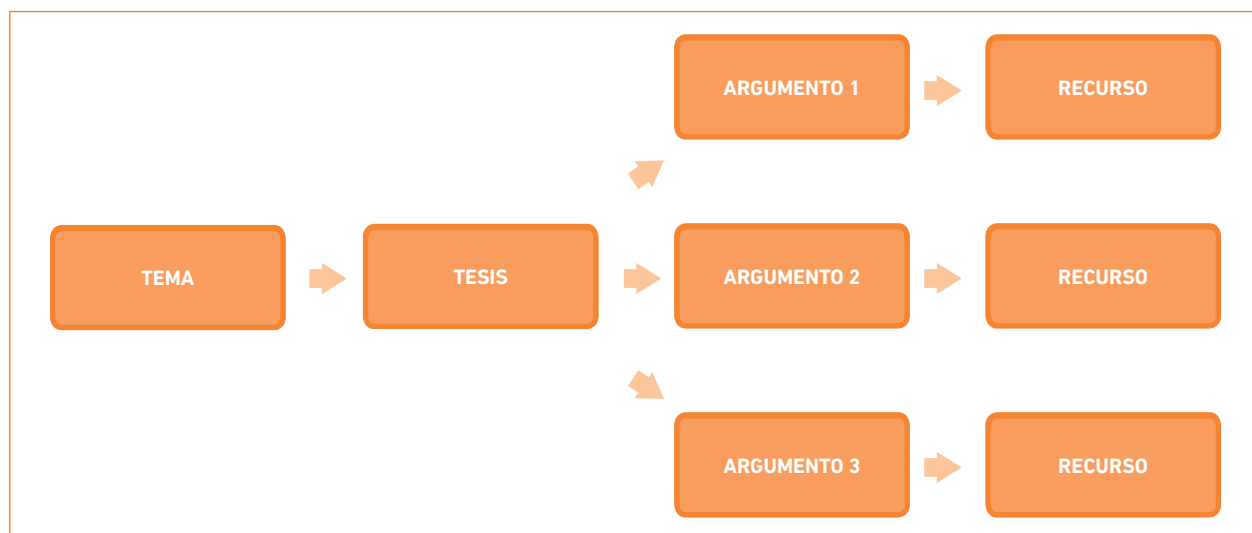 ARGUMENTO 1
RECURSO
TEMA
TESIS
ARGUMENTO 2
RECURSO
ARGUMENTO 3
RECURSO